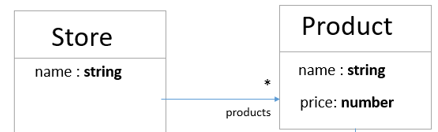 Store
name : string
*
products
Product
name : string
price: number